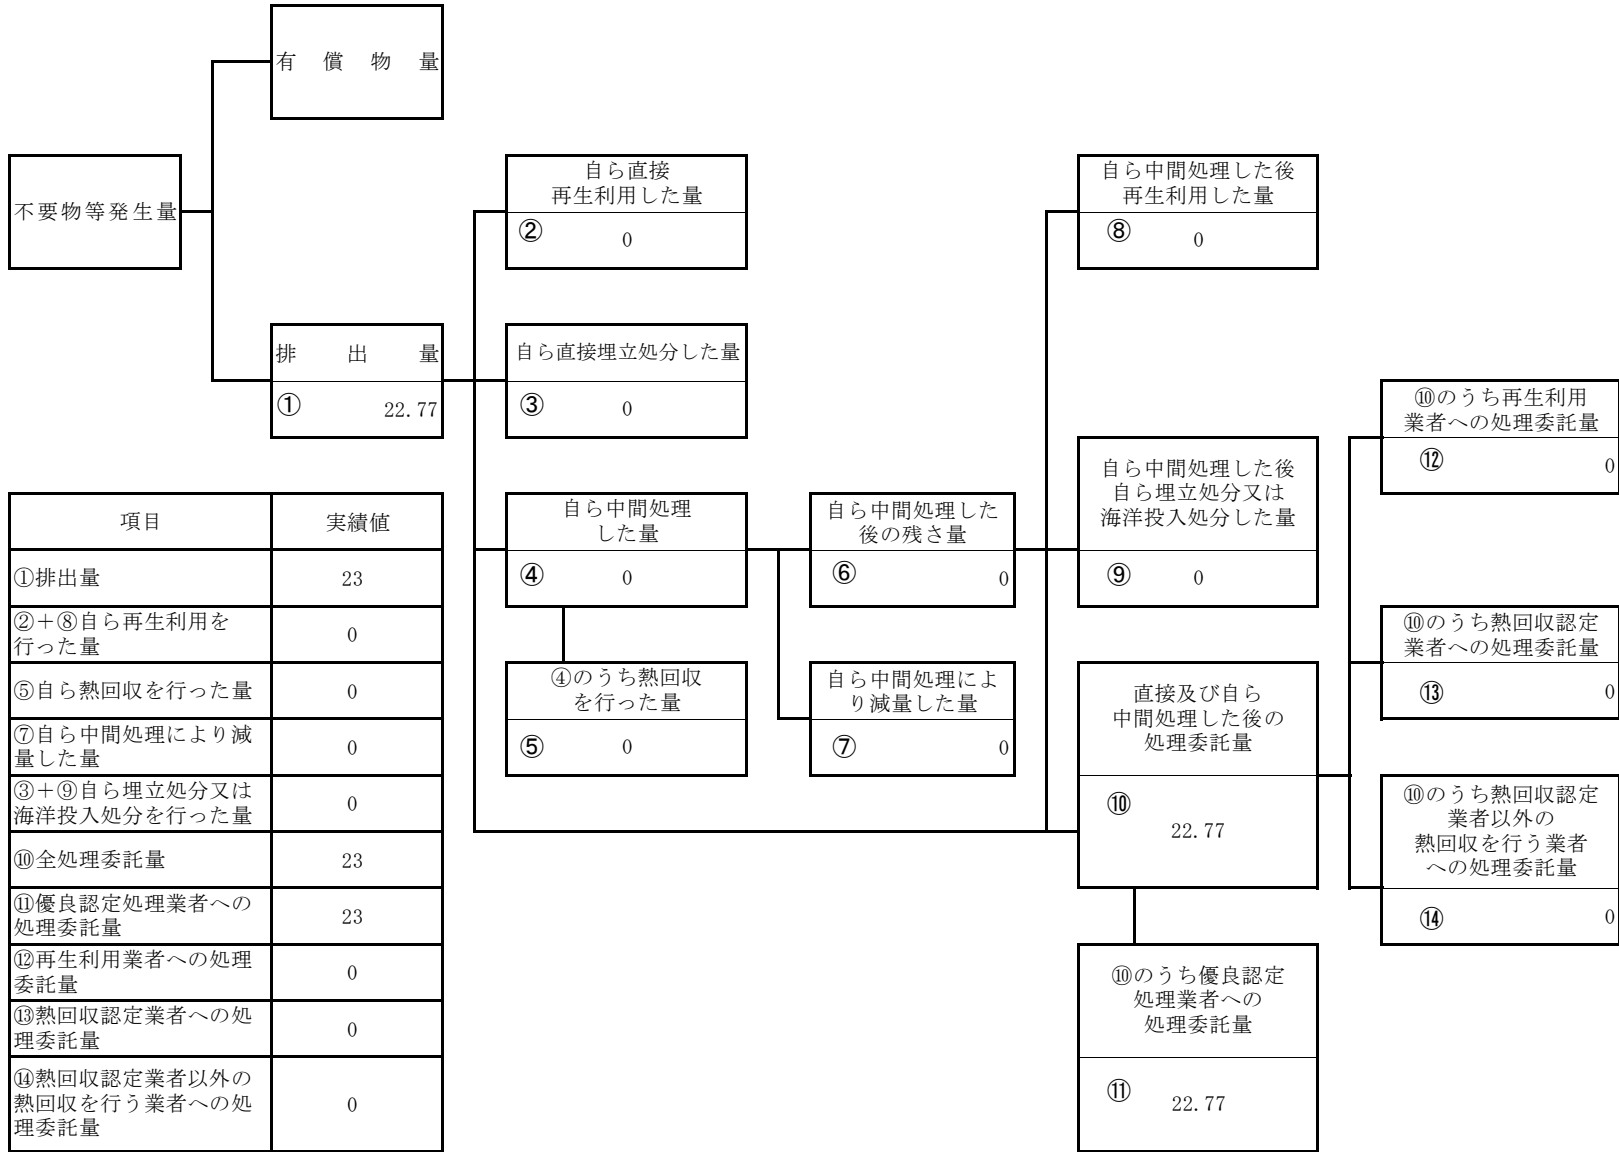 有償物量
不要物等発生量
自ら直接
再生利用した量
② 0
自ら中間処理した後
再生利用した量
⑧ 0
排出量
① 22.77
自ら直接埋立処分した量
③ 0
⑩のうち再生利用
業者への処理委託量
⑫ 0
自ら中間処理した後
自ら埋立処分又は
海洋投入処分した量
⑨ 0
自ら中間処理
した量
④ 0
自ら中間処理した
後の残さ量
⑥ 0
⑩のうち熱回収認定
業者への処理委託量
⑬ 0
④のうち熱回収
を行った量
⑤ 0
自ら中間処理によ
り減量した量
⑦ 0
直接及び自ら
中間処理した後の
処理委託量
⑩
22.77
⑩のうち熱回収認定
業者以外の
熱回収を行う業者
への処理委託量
⑭ 0
⑩のうち優良認定
処理業者への
処理委託量
⑪
22.77
項目 実績値
①排出量 23
②＋⑧自ら再生利用を
行った量 0
⑤自ら熱回収を行った量 0
⑦自ら中間処理により減
量した量 0
③＋⑨自ら埋立処分又は
海洋投入処分を行った量 0
⑩全処理委託量 23
⑪優良認定処理業者への
処理委託量 23
⑫再生利用業者への処理
委託量 0
⑬熱回収認定業者への処
理委託量 0
⑭熱回収認定業者以外の
熱回収を行う業者への処 0
理委託量